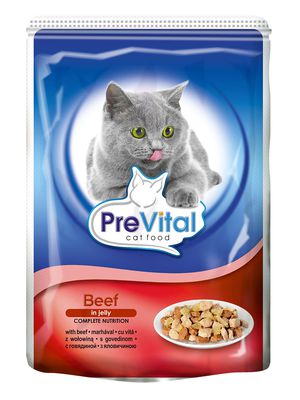 PreVital
cat food
Beef
in jelly
COMPLETE NUTRITION
with beef • marhával • cu vită •
z wołowiną • s govedinom •
с говядиной • з яловичиною